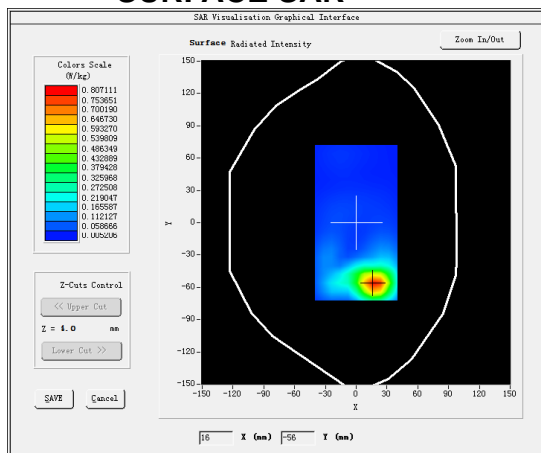 SURFACE SAR
SAR Visualisation Graphical Interface
Surface Radiated Intensity
Zoom In/Out
Colors Scale
(W/kg)
0.807111
0.753651
0.700190
0.646730
0.593270
0.539809
0.486349
0.432889
0.379428
0.325968
0.272508
0.219047
0.165587
0.112127
0.058666
0.005206
Z-Cuts Control
<< Upper Cut
Z = 4.0 mm
Lower Cut >>
SAVE
Cancel
150
120
90
60
30
0
-30
-60
-90
-120
-150
Y
-150 -120 -90 -60 -30 0 30 60 90 120 150
X
16 X (mm) -56 Y (mm)